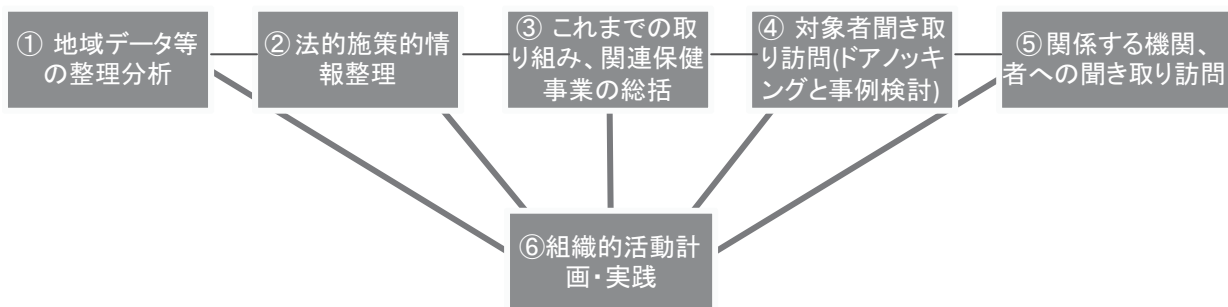 ① 地域データ等
の整理分析
②法的施策的情
報整理
③ これまでの取
り組み、関連保健
事業の総括
④ 対象者聞き取
り訪問(ドアノッキ
ングと事例検討)
⑤関係する機関、
者への聞き取り訪問
⑥組織的活動計
画・実践